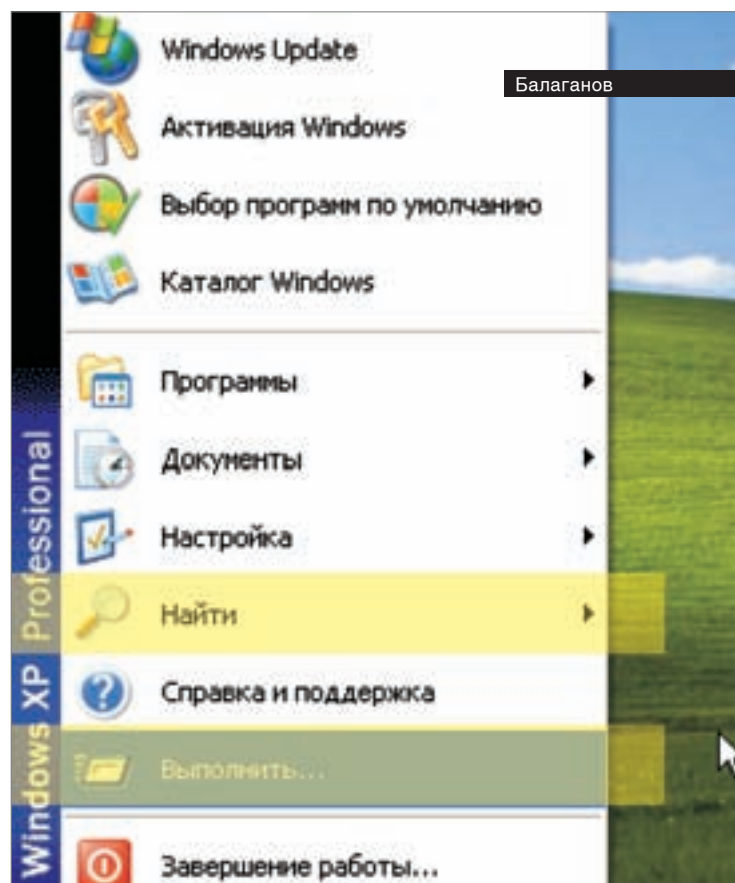 Windows Update
Балаганов
Активация Windows
Выбор программ по умолчанию
Каталог Windows
Программы
Документы
Настройка
Найти
Справка и поддержка
Выполнить...
Завершение работы...
Windows XP Professional